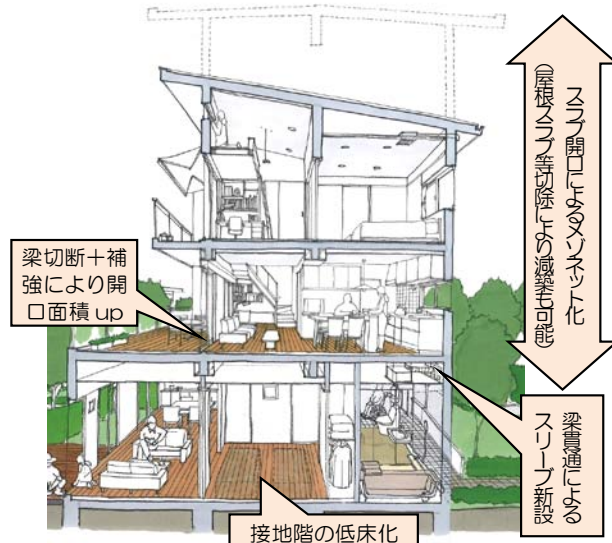 スラブ開口によるメゾネット化
(屋根スラブ等切除により減築も可能)
梁切断＋補
強により開
口面積 up
梁貫通による
スリーブ新設
接地階の低床化